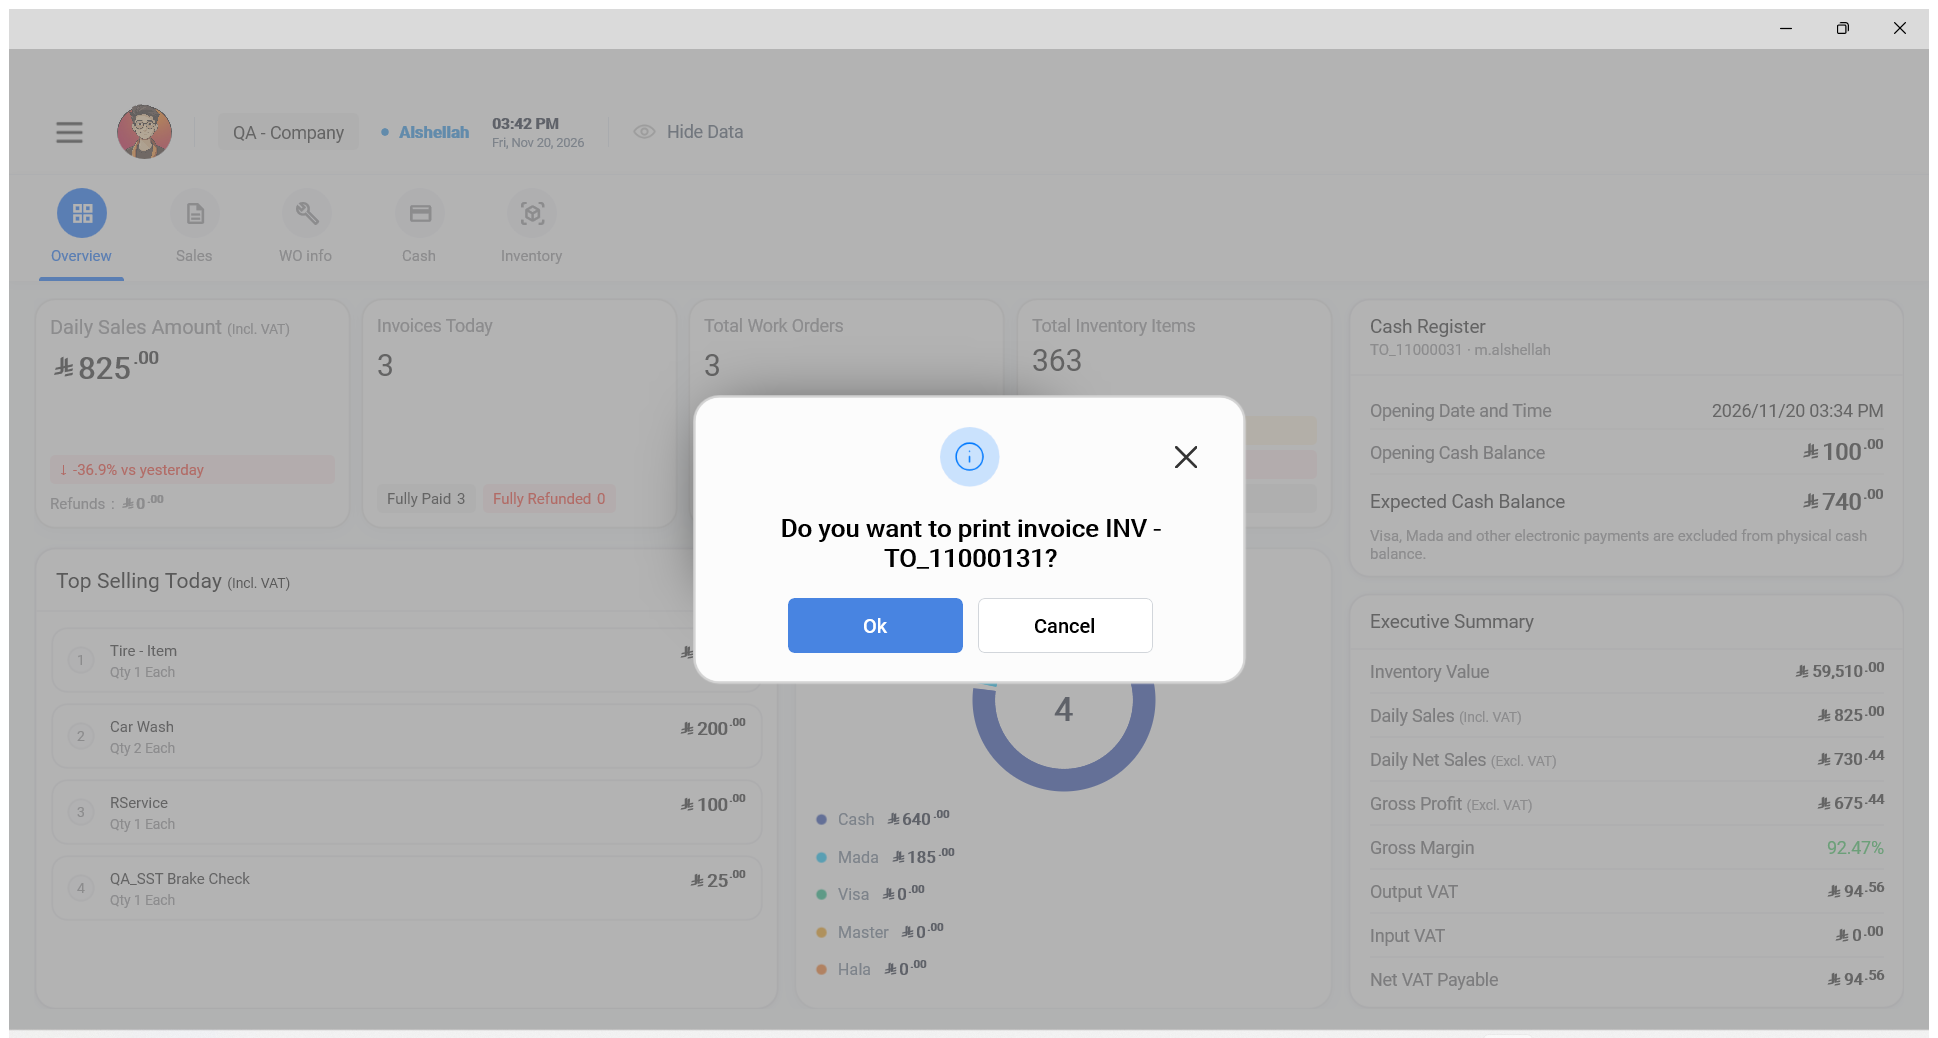 QA - Company
Alshellah
03:42 PM
Fri, Nov 20, 2026
Hide Data
Overview
Sales
WO info
Cash
Inventory
Daily Sales Amount (Incl. VAT)
825.00
↓ -36.9% vs yesterday
Refunds : 0.00
Invoices Today
3
Fully Paid 3
Fully Refunded 0
Total Work Orders
3
Total Inventory Items
363
Cash Register
TO_11000031 · m.alshellah
Opening Date and Time 2026/11/20 03:34 PM
Opening Cash Balance 100.00
Expected Cash Balance 740.00
Visa, Mada and other electronic payments are excluded from physical cash
balance.
Do you want to print invoice INV -
TO_11000131?
Ok
Cancel
Top Selling Today (Incl. VAT)
1
Tire - Item
Qty 1 Each
2
Car Wash
Qty 2 Each
200.00
3
RService
Qty 1 Each
100.00
4
QA_SST Brake Check
Qty 1 Each
25.00
4
Cash 640.00
Mada 185.00
Visa 0.00
Master 0.00
Hala 0.00
Executive Summary
Inventory Value 59,510.00
Daily Sales (Incl. VAT) 825.00
Daily Net Sales (Excl. VAT) 730.44
Gross Profit (Excl. VAT) 675.44
Gross Margin 92.47%
Output VAT 94.56
Input VAT 0.00
Net VAT Payable 94.56